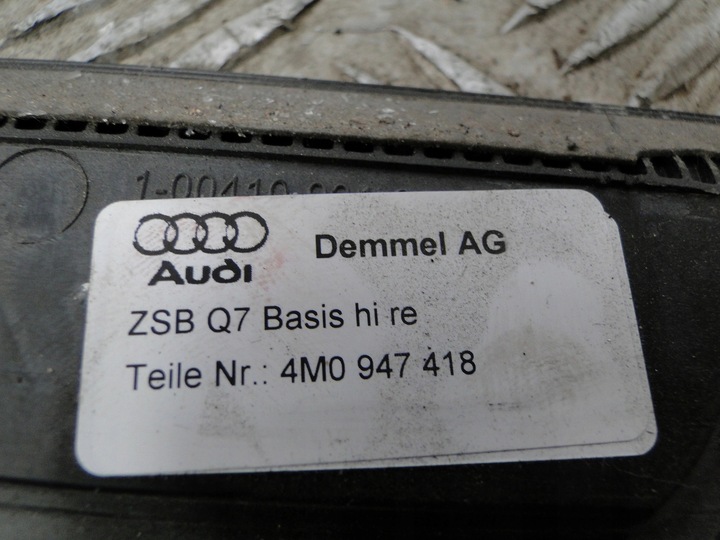 Audi
Demmel AG
ZSB Q7 Basis hi re
Teile Nr.: 4M0 947 418